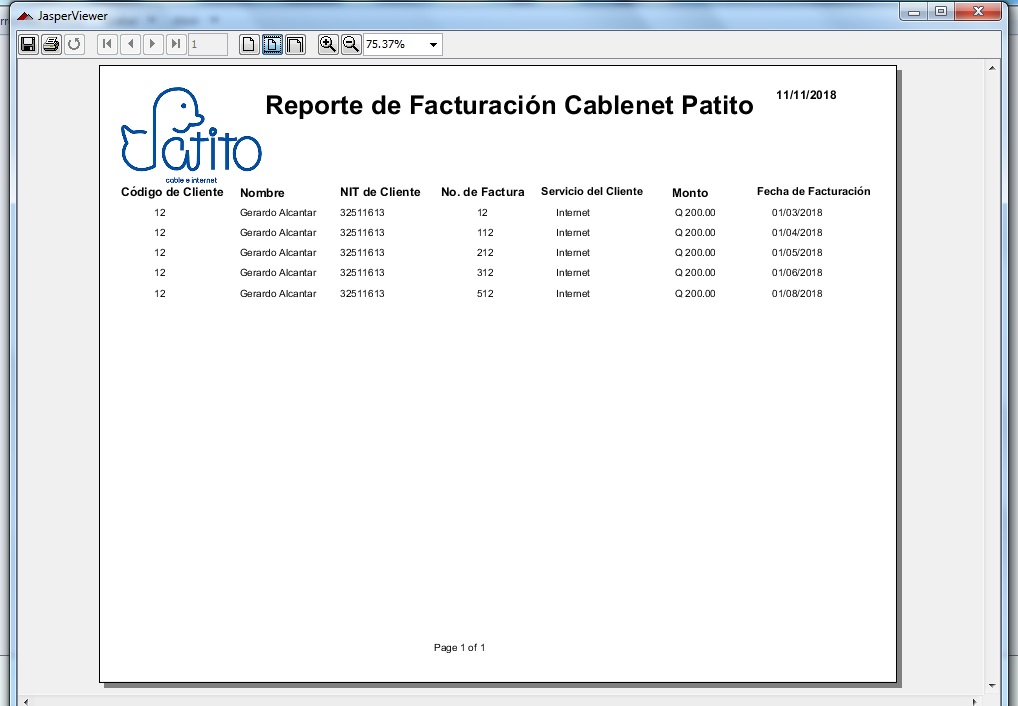 JasperViewer
1
75.37%
Patito
cable e internet
Reporte de Facturación Cablenet Patito
11/11/2018
Código de Cliente Nombre NIT de Cliente No. de Factura Servicio del Cliente Monto Fecha de Facturación
12 Gerardo Alcantar 32511613 12 Internet Q 200.00 01/03/2018
12 Gerardo Alcantar 32511613 112 Internet Q 200.00 01/04/2018
12 Gerardo Alcantar 32511613 212 Internet Q 200.00 01/05/2018
12 Gerardo Alcantar 32511613 312 Internet Q 200.00 01/06/2018
12 Gerardo Alcantar 32511613 512 Internet Q 200.00 01/08/2018
Page 1 of 1